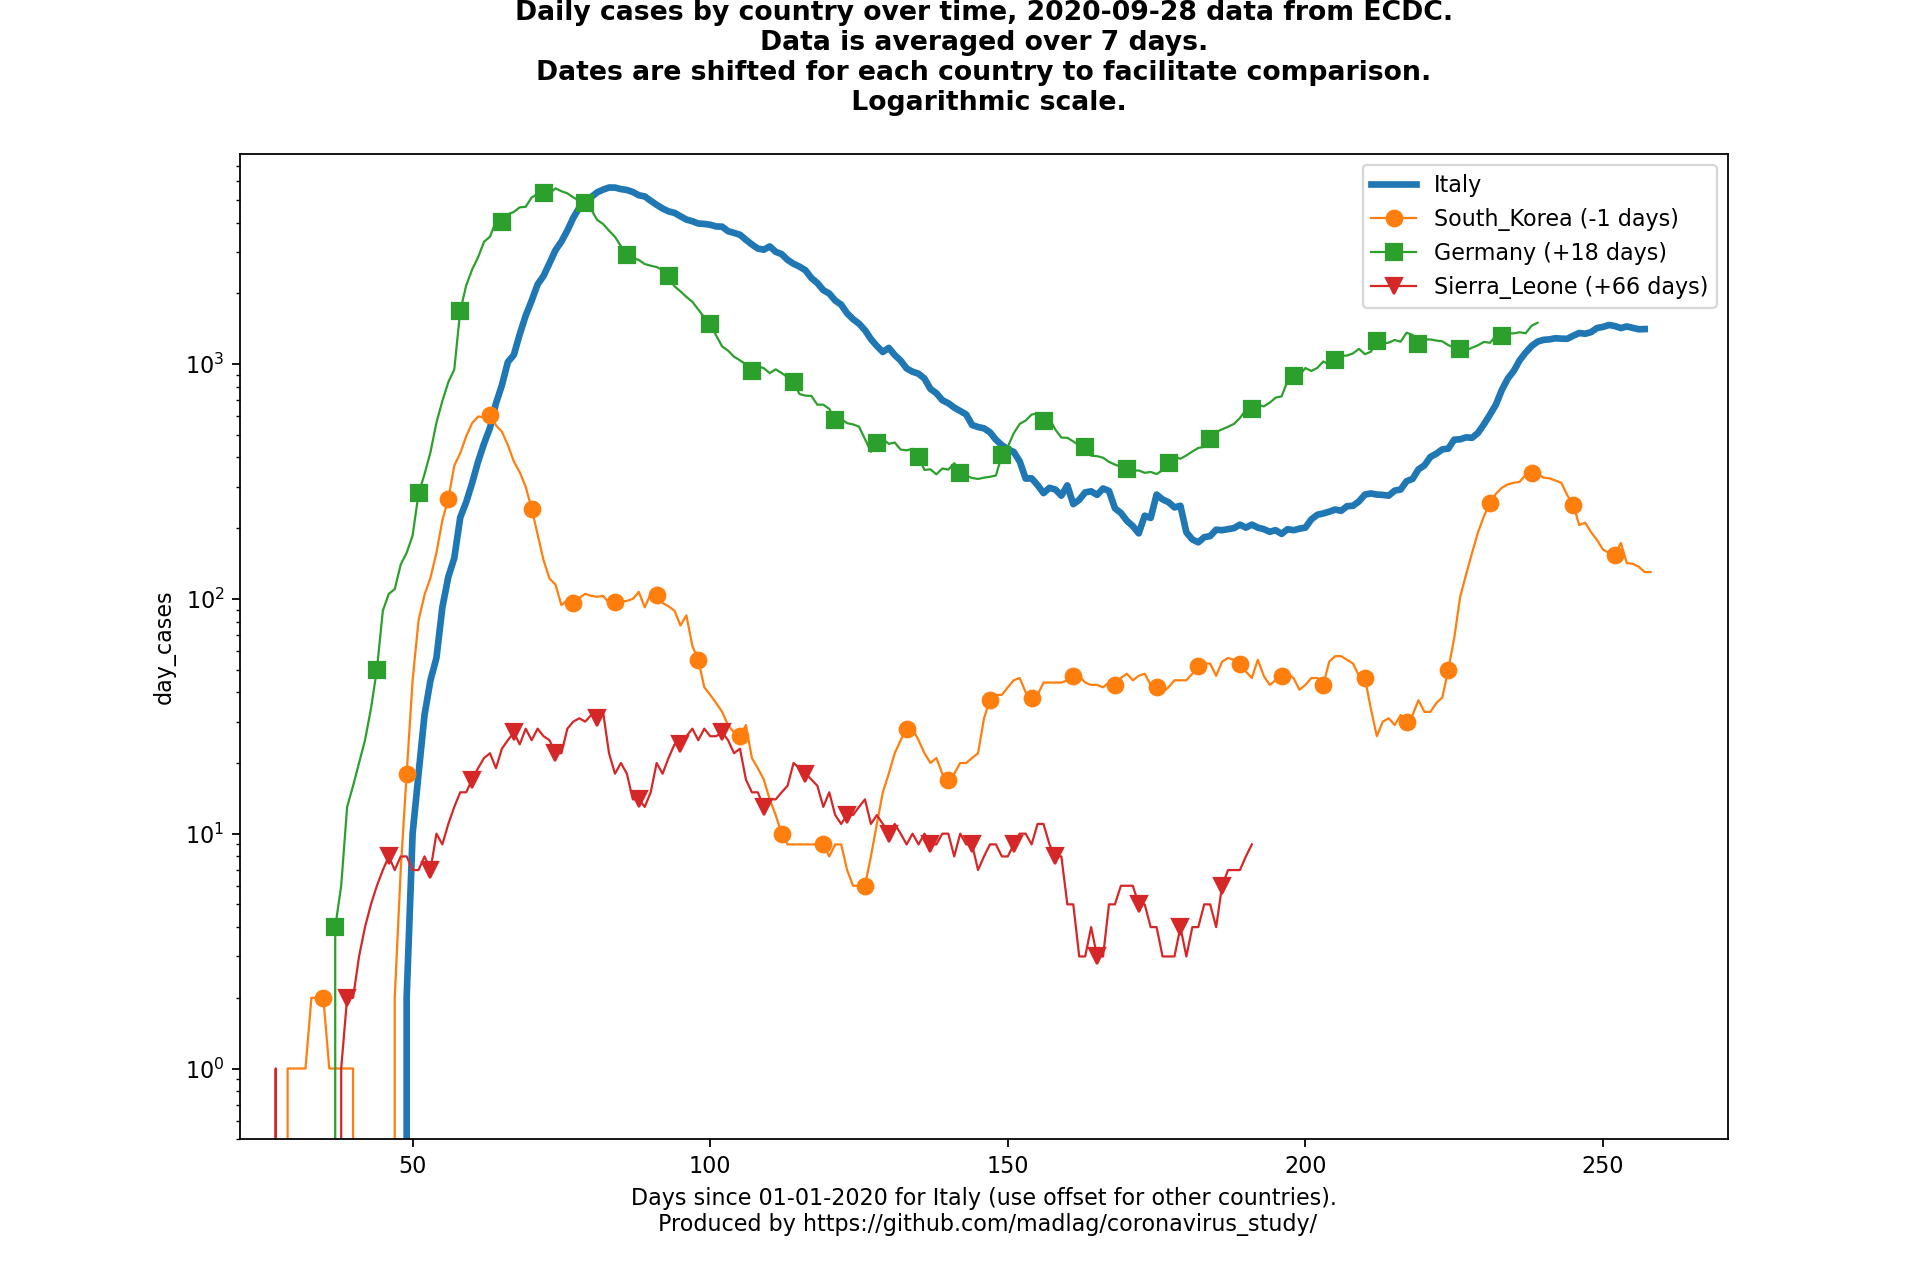 Daily cases by country over time, 2020-09-28 data from ECDC.
Data is averaged over 7 days.
Dates are shifted for each country to facilitate comparison.
Logarithmic scale.
Italy
South_Korea (-1 days)
Germany (+18 days)
Sierra_Leone (+66 days)
day_cases
10³
10²
10¹
10⁰
50 100 150 200 250
Days since 01-01-2020 for Italy (use offset for other countries).
Produced by https://github.com/madlag/coronavirus_study/